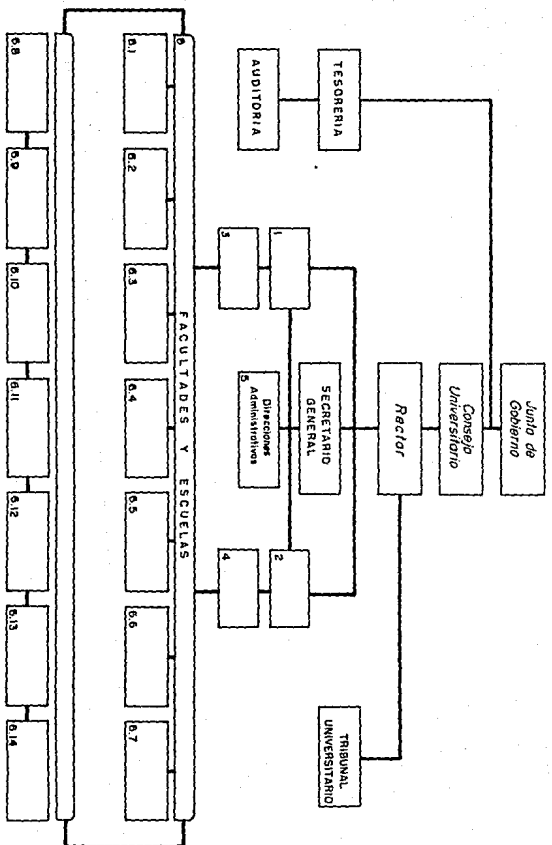 Junta de
Gobierno
Consejo
Universitario
Rector
TESORERIA
SECRETARIO
GENERAL
TRIBUNAL
UNIVERSITARIO
AUDITORIA
1
2
5
Direcciones
Administrativas
3
4
6
FACULTADES Y ESCUELAS
6.1
6.2
6.3
6.4
6.5
6.6
6.7
6.8
6.9
6.10
6.11
6.12
6.13
6.14